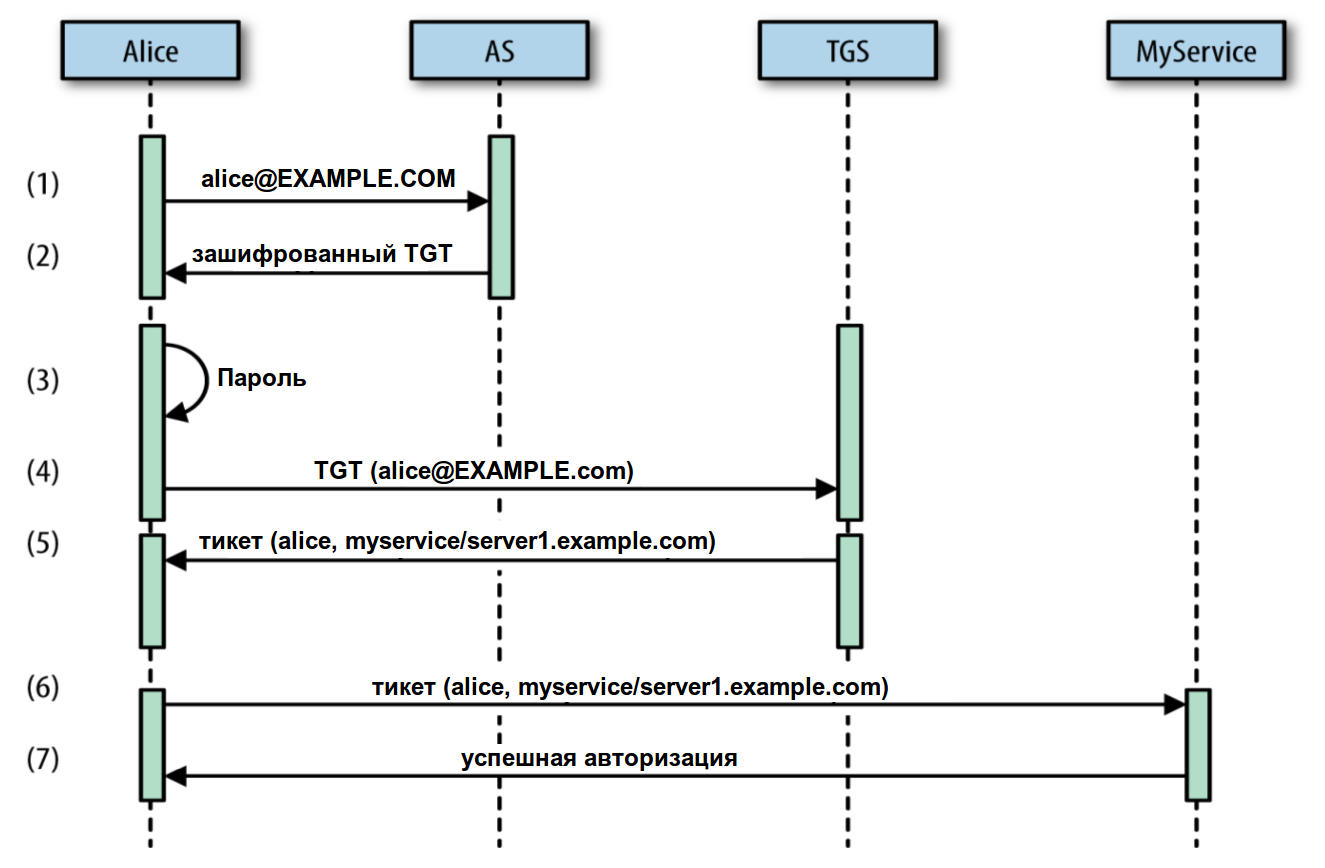 Alice
AS
TGS
MyService
(1)
alice@EXAMPLE.COM
(2)
зашифрованный TGT
(3)
Пароль
(4)
TGT (alice@EXAMPLE.com)
(5)
тикет (alice, myservice/server1.example.com)
(6)
тикет (alice, myservice/server1.example.com)
(7)
успешная авторизация